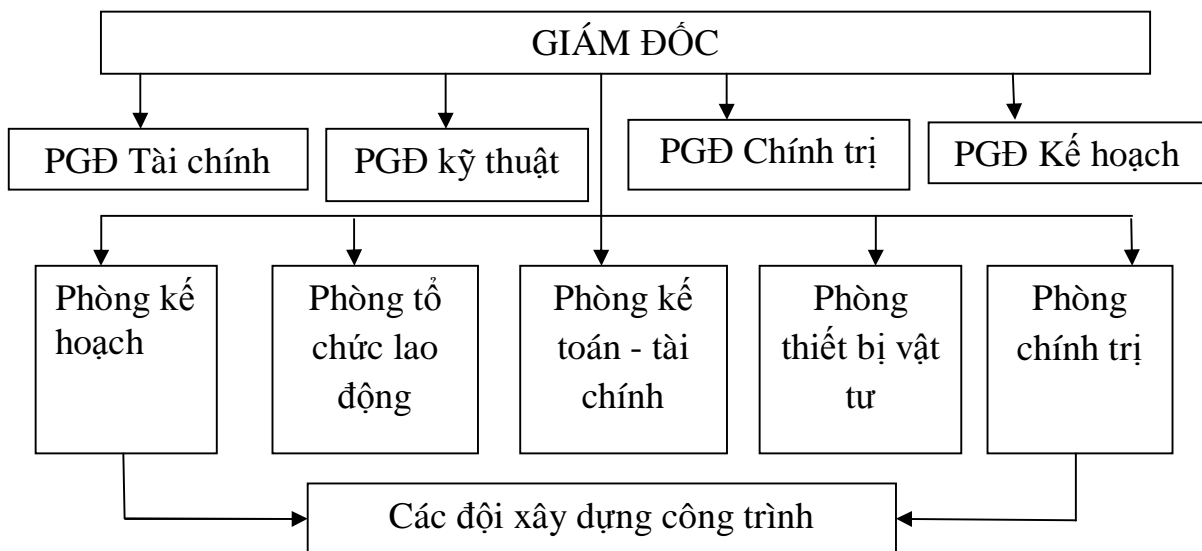 GIÁM ĐỐC
PGĐ Tài chính
PGĐ kỹ thuật
PGĐ Chính trị
PGĐ Kế hoạch
Phòng kế
hoạch
Phòng tổ
chức lao
động
Phòng kế
toán - tài
chính
Phòng
thiết bị vật
tư
Phòng
chính trị
Các đội xây dựng công trình